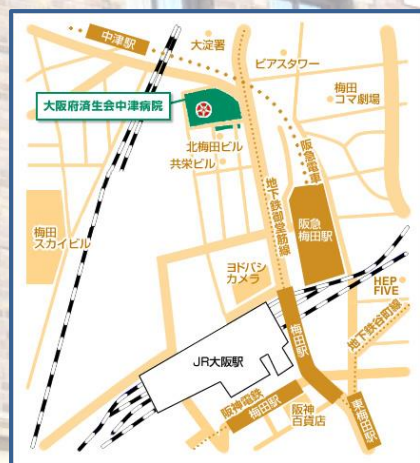 中津駅
大淀署
ピアスタワー
大阪府済生会中津病院
梅田
コマ劇場
北梅田ビル
共栄ビル
阪急電車
地下鉄御堂筋線
阪急
梅田駅
梅田
スカイビル
ヨドバシ
カメラ
HEP
FIVE
地下鉄谷町線
梅田駅
JR大阪駅
阪神電鉄
梅田駅
阪神
百貨店
東梅田駅